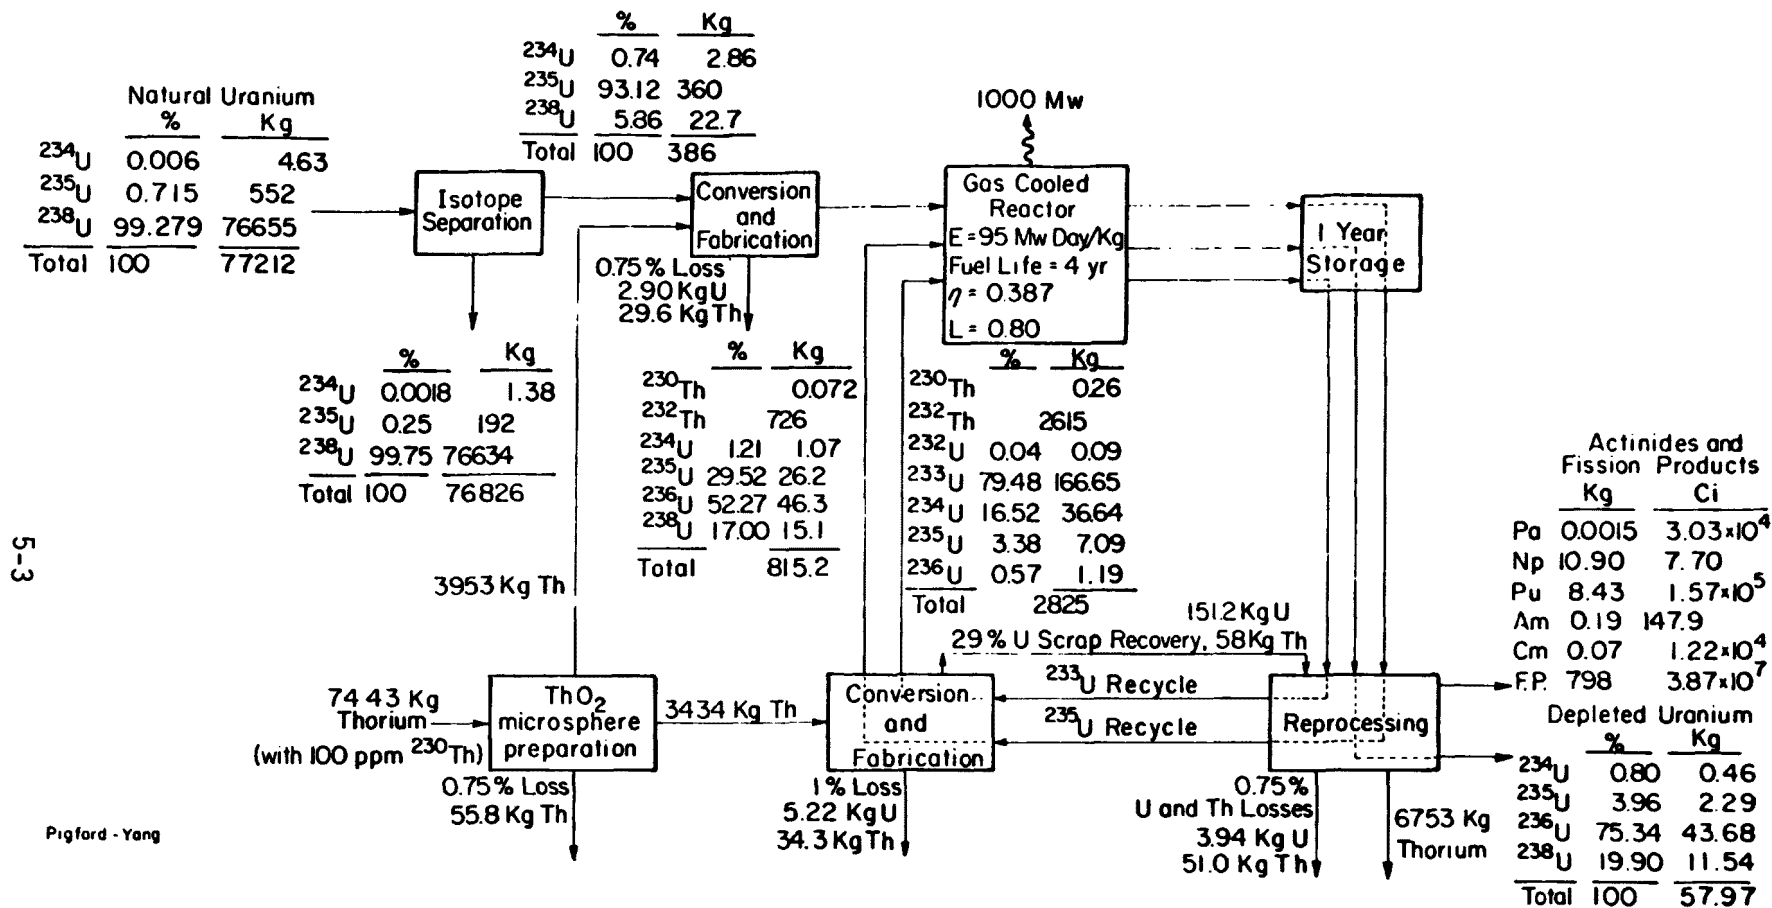 % Kg
234U 0.74 2.86
235U 93.12 360
238U 5.86 22.7
Total 100 386
Natural Uranium
% Kg
234U 0.006 4.63
235U 0.715 552
238U 99.279 76655
Total 100 77212
Isotope
Separation
Conversion
and
Fabrication
0.75% Loss
2.90 Kg U
29.6 Kg Th
1000 Mw
Gas Cooled
Reactor
E = 95 Mw Day/Kg
Fuel Life = 4 yr
η = 0.387
L = 0.80
1 Year
Storage
% Kg
234U 0.0018 1.38
235U 0.25 192
238U 99.75 76634
Total 100 76826
% Kg
230Th 0.072
232Th 726
234U 1.21 1.07
235U 29.52 26.2
236U 52.27 46.3
238U 17.00 15.1
Total 815.2
% Kg
230Th 0.26
232Th 2615
232U 0.04 0.09
233U 79.48 166.65
234U 16.52 36.64
235U 3.38 7.09
236U 0.57 1.19
Total 2825
Actinides and
Fission Products
Kg Ci
Pa 0.0015 3.03×10^4
Np 10.90 7.70
Pu 8.43 1.57×10^5
Am 0.19 147.9
Cm 0.07 1.22×10^4
F.P. 798 3.87×10^7
5-3
3953 Kg Th
151.2 Kg U
29% U Scrap Recovery, 58 Kg Th
7443 Kg
Thorium
(with 100 ppm 230Th)
ThO2
microsphere
preparation
3434 Kg Th
Conversion
and
Fabrication
233U Recycle
235U Recycle
Reprocessing
0.75% Loss
55.8 Kg Th
1% Loss
5.22 Kg U
34.3 Kg Th
0.75%
U and Th Losses
3.94 Kg U
51.0 Kg Th
6753 Kg
Thorium
Depleted Uranium
% Kg
234U 0.80 0.46
235U 3.96 2.29
236U 75.34 43.68
238U 19.90 11.54
Total 100 57.97
Pigford - Yang